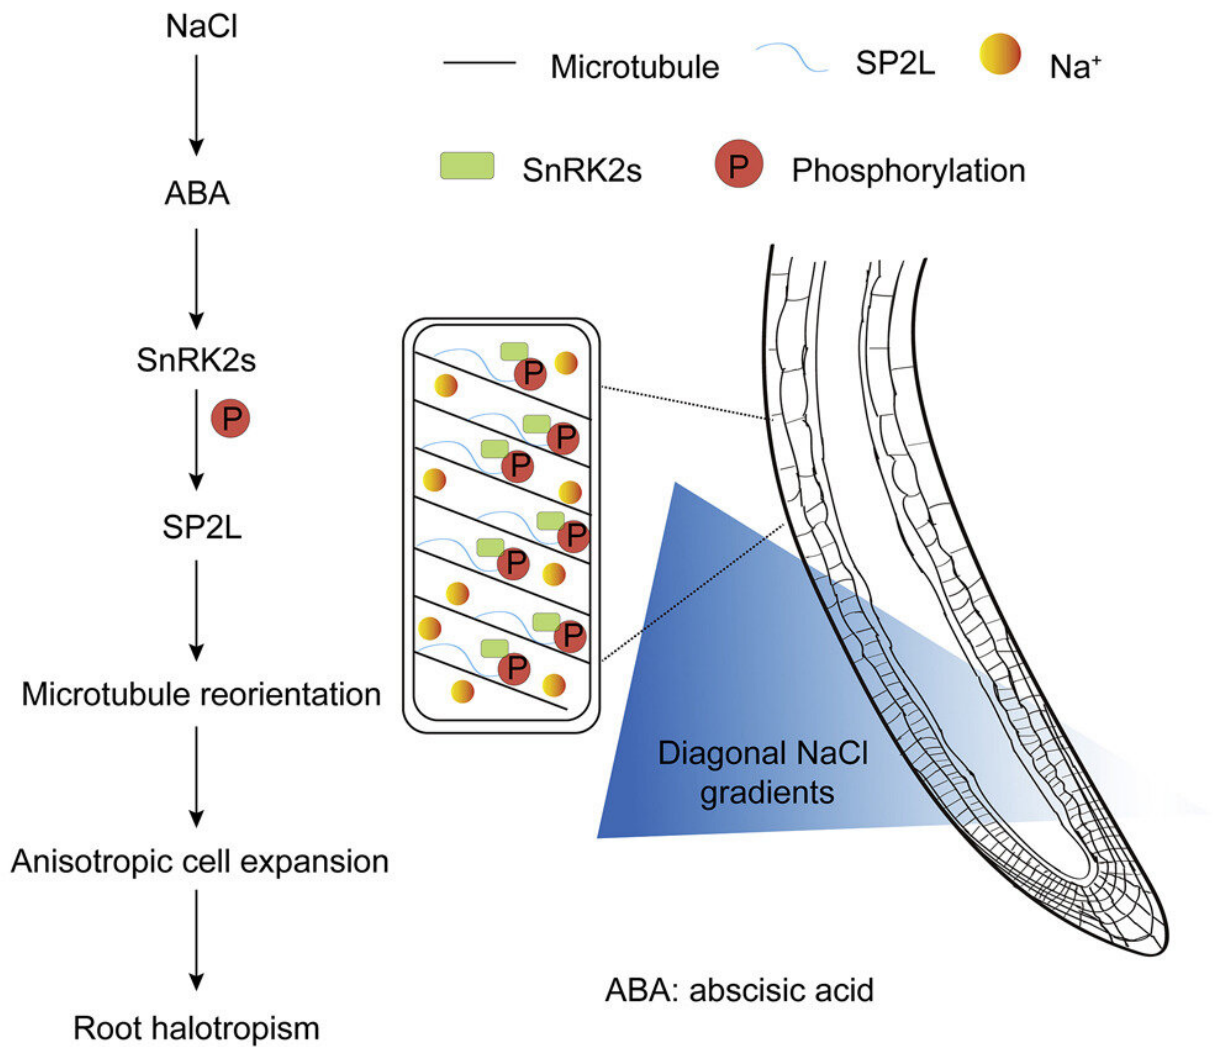 NaCl
ABA
SnRK2s
P
SP2L
Microtubule reorientation
Anisotropic cell expansion
Root halotropism
Microtubule
SP2L
Na⁺
SnRK2s
P
Phosphorylation
P
P
P
P
P
P
P
Diagonal NaCl
gradients
ABA: abscisic acid